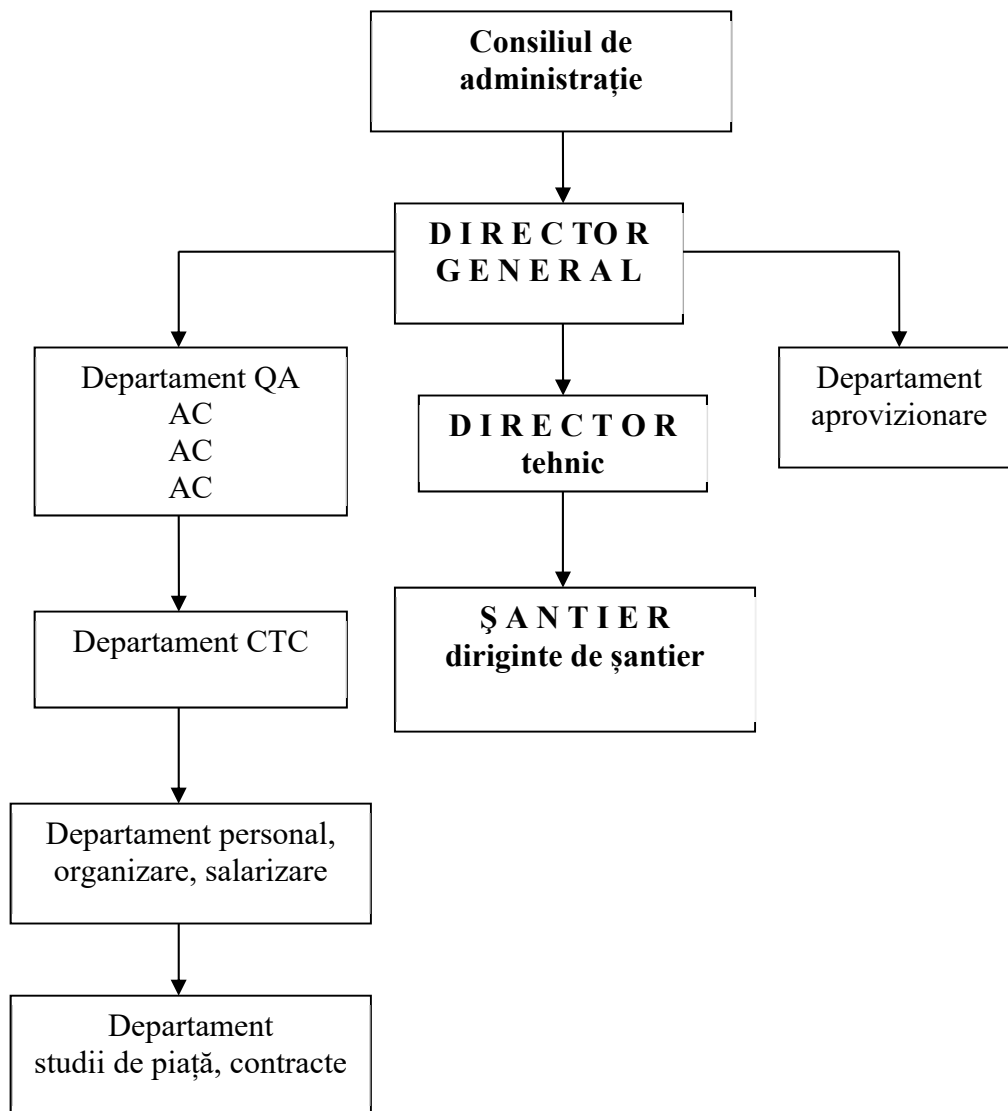 Consiliul de
administrație
D I R E C TO R
G E N E R A L
Departament QA
AC
AC
AC
D I R E C T O R
tehnic
Departament
aprovizionare
Ş A N T I E R
diriginte de șantier
Departament CTC
Departament personal,
organizare, salarizare
Departament
studii de piață, contracte